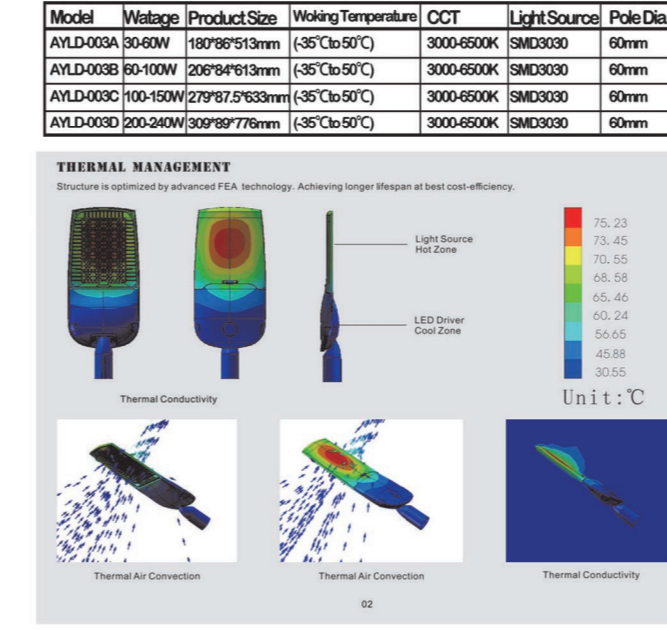 Model Watage Product Size Woking Temperature CCT Light Source Pole Dia
AYLD-003A 30-60W 180*86*513mm (-35℃to 50℃) 3000-6500K SMD3030 60mm
AYLD-003B 60-100W 206*84*613mm (-35℃to 50℃) 3000-6500K SMD3030 60mm
AYLD-003C 100-150W 279*87.5*633mm (-35℃to 50℃) 3000-6500K SMD3030 60mm
AYLD-003D 200-240W 309*89*776mm (-35℃to 50℃) 3000-6500K SMD3030 60mm
THERMAL MANAGEMENT
Structure is optimized by advanced FEA technology. Achieving longer lifespan at best cost-efficiency.
Light Source
Hot Zone
LED Driver
Cool Zone
75.23
73.45
70.55
68.58
65.46
60.24
56.65
45.88
30.55
Unit:℃
Thermal Conductivity
Thermal Air Convection
Thermal Air Convection
Thermal Conductivity
02